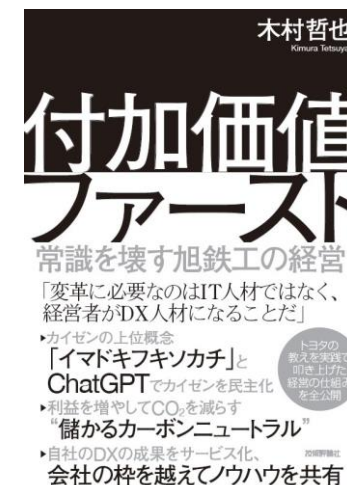 木村哲也
Kimura Tetsuya
付加価値
ファースト
常識を壊す旭鉄工の経営
「変革に必要なのはIT人材ではなく、
経営者がDX人材になることだ」
▸カイゼンの上位概念
「イマドキフキソカチ」と
ChatGPTでカイゼンを民主化
▸利益を増やしてCO₂を減らす
“儲かるカーボンニュートラル”
▸自社のDXの成果をサービス化、
会社の枠を越えてノウハウを共有
トヨタの
教えを実践で
叩き上げた
経営の仕組み
を全公開
技術評論社